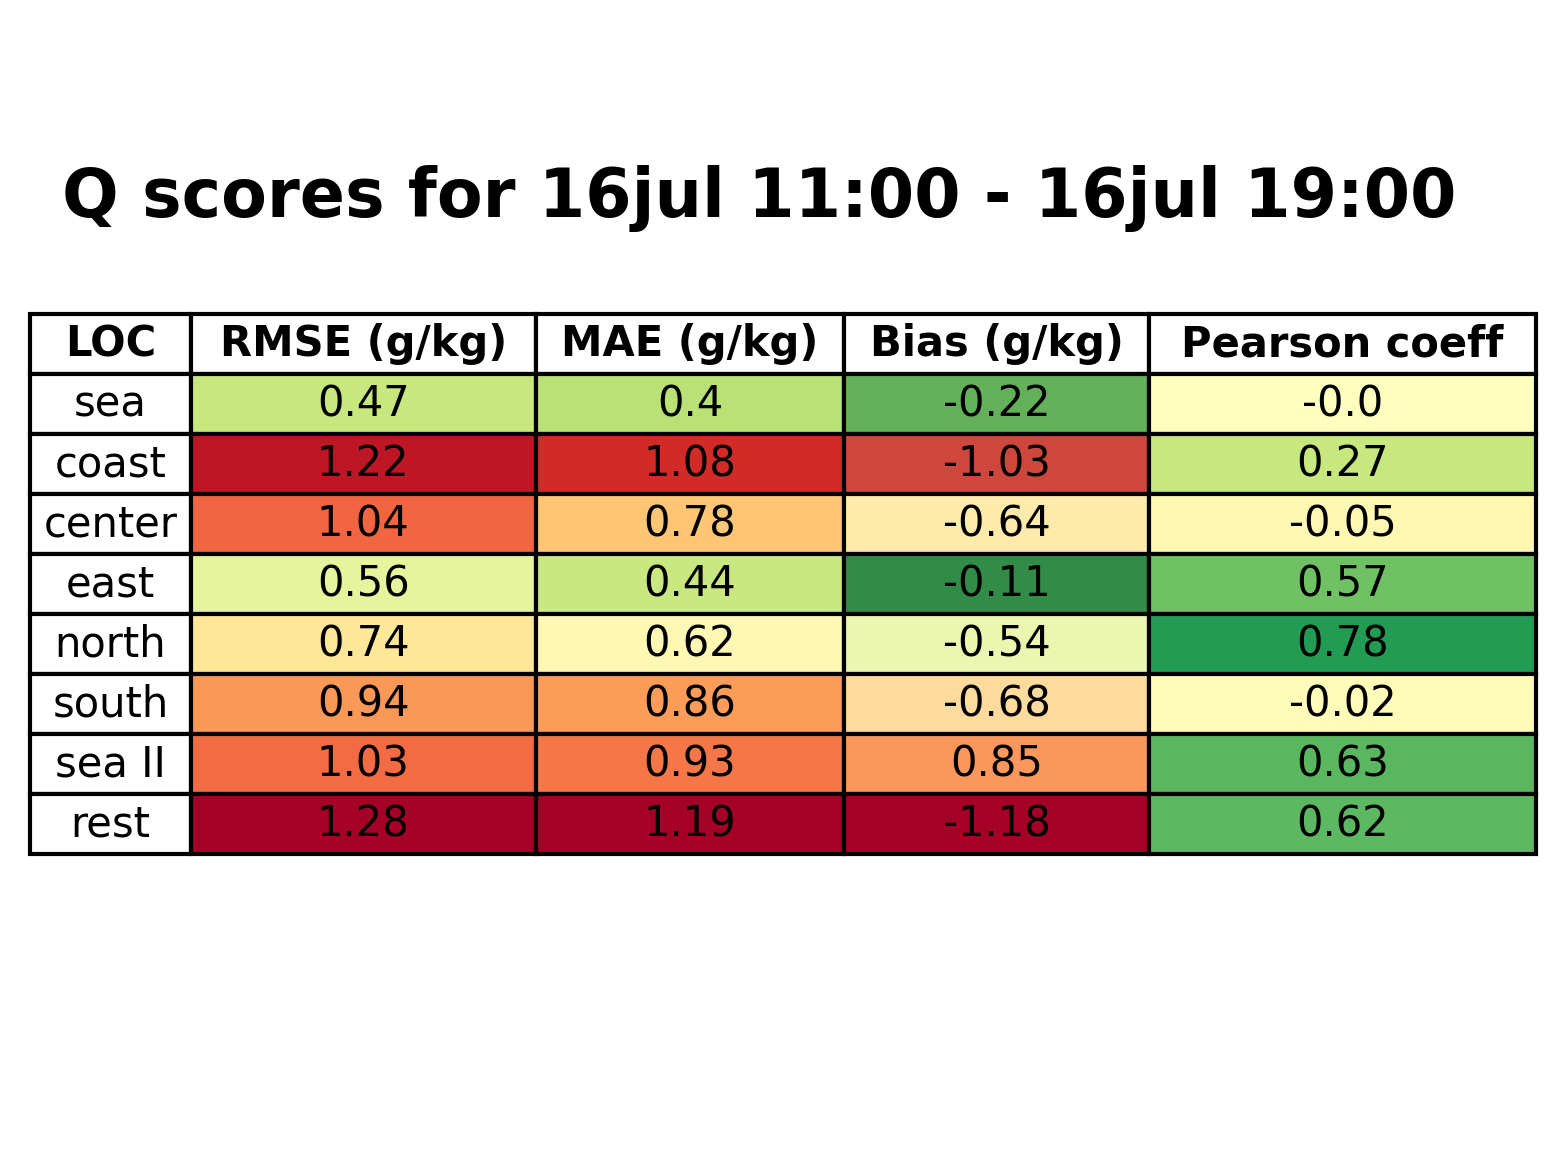 Q scores for 16jul 11:00 - 16jul 19:00
LOC RMSE (g/kg) MAE (g/kg) Bias (g/kg) Pearson coeff
sea 0.47 0.4 -0.22 -0.0
coast 1.22 1.08 -1.03 0.27
center 1.04 0.78 -0.64 -0.05
east 0.56 0.44 -0.11 0.57
north 0.74 0.62 -0.54 0.78
south 0.94 0.86 -0.68 -0.02
sea II 1.03 0.93 0.85 0.63
rest 1.28 1.19 -1.18 0.62